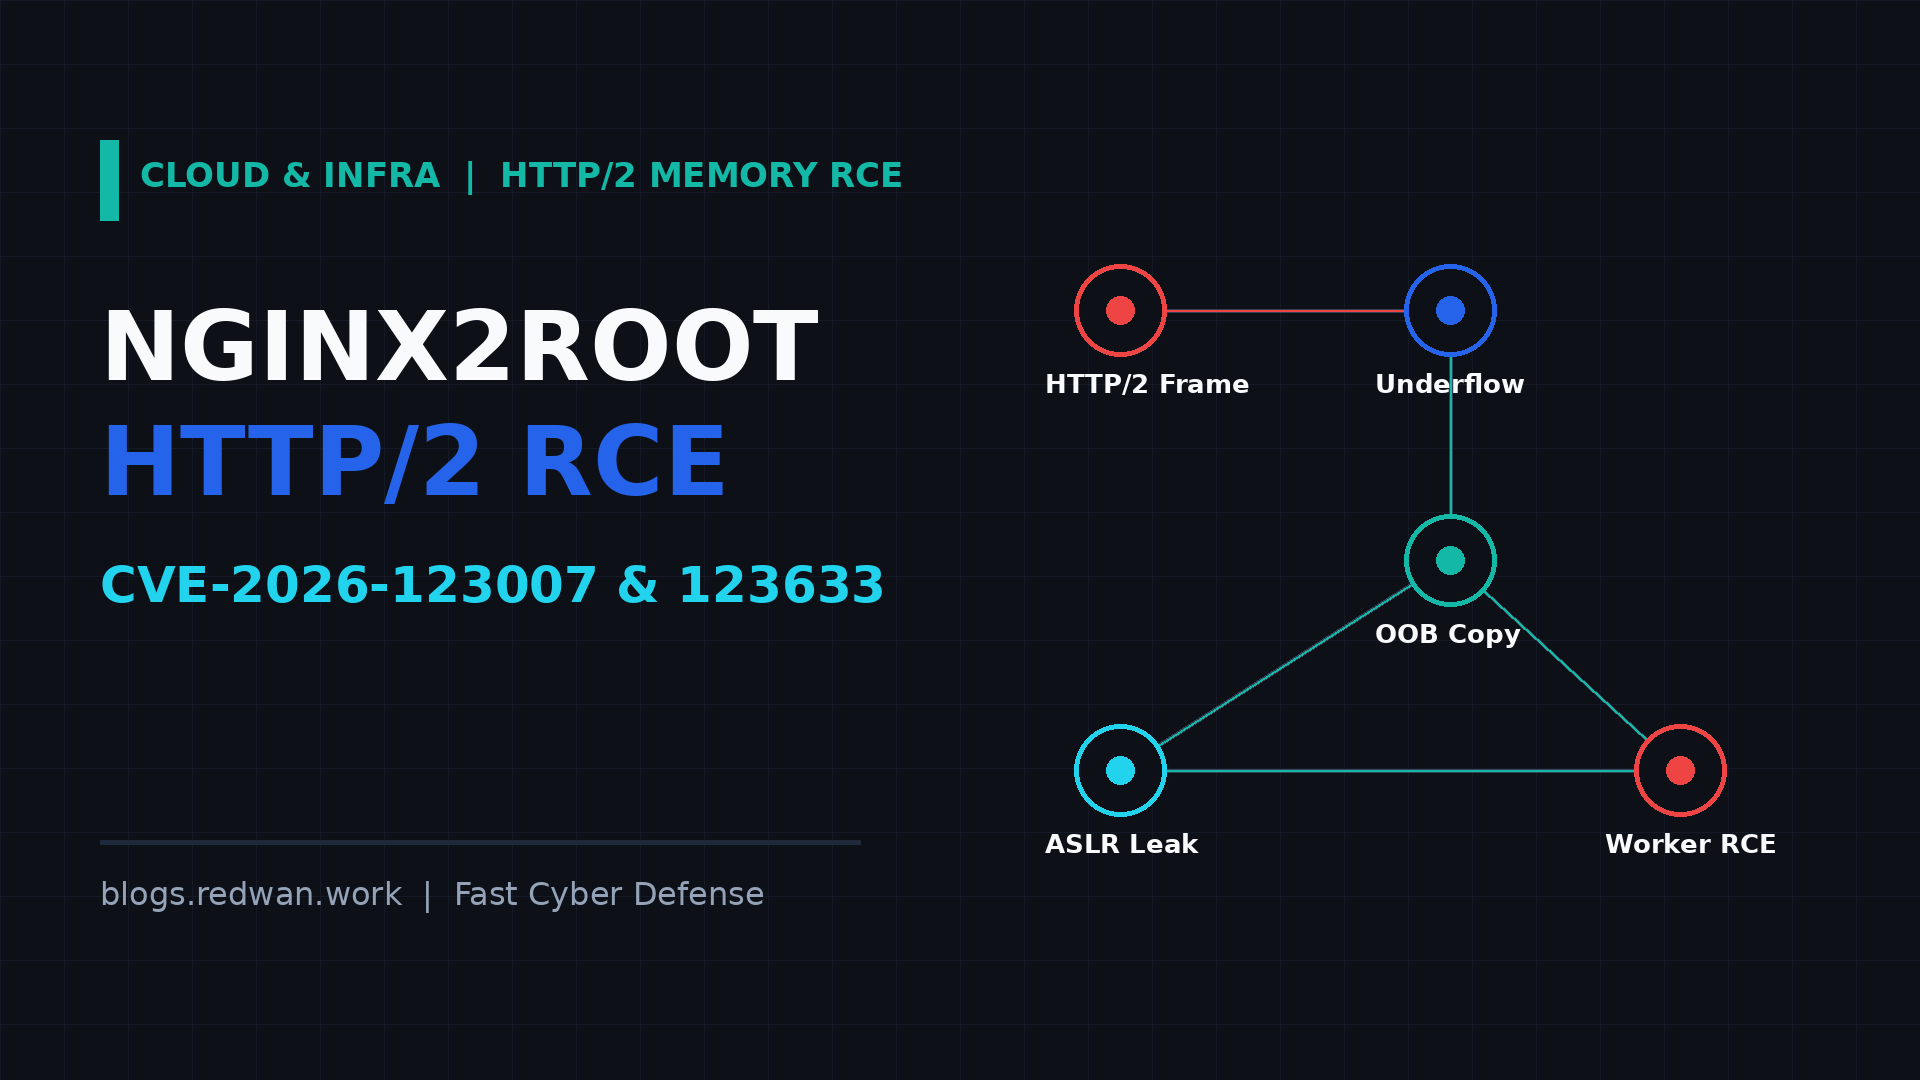 CLOUD & INFRA | HTTP/2 MEMORY RCE
NGINX2ROOT
HTTP/2 RCE
CVE-2026-123007 & 123633
blogs.redwan.work | Fast Cyber Defense
HTTP/2 Frame
Underflow
OOB Copy
ASLR Leak
Worker RCE